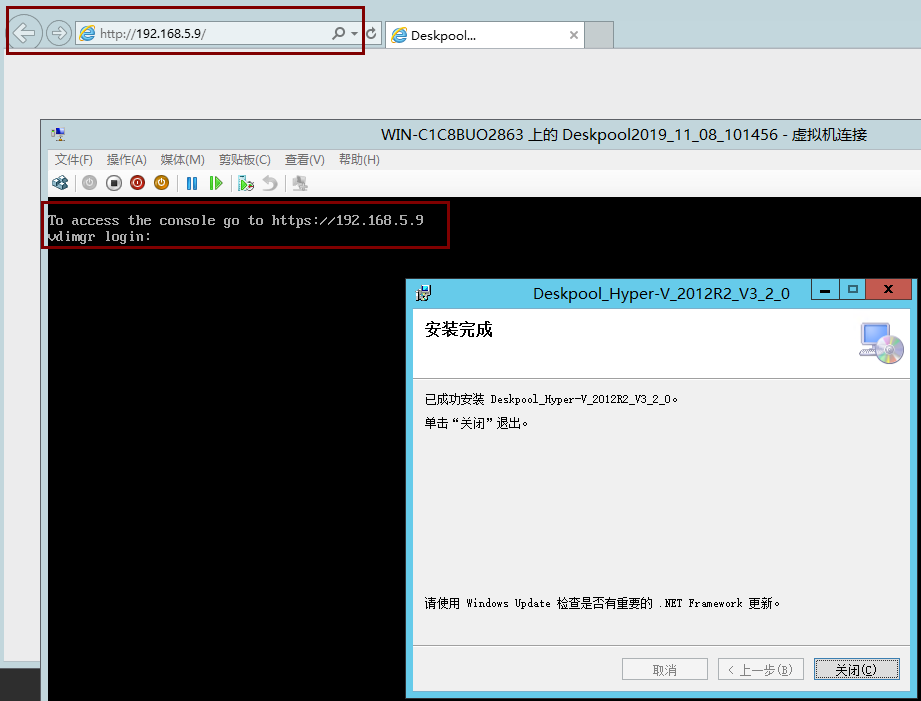 http://192.168.5.9/
Deskpool...
WIN-C1C8BUO2863 上的 Deskpool2019_11_08_101456 - 虚拟机连接
文件(F) 操作(A) 媒体(M) 剪贴板(C) 查看(V) 帮助(H)
To access the console go to https://192.168.5.9
vdimgr login:
Deskpool_Hyper-V_2012R2_V3_2_0
安装完成
已成功安装 Deskpool_Hyper-V_2012R2_V3_2_0。
单击“关闭”退出。
请使用 Windows Update 检查是否有重要的 .NET Framework 更新。
取消
< 上一步(B)
关闭(C)